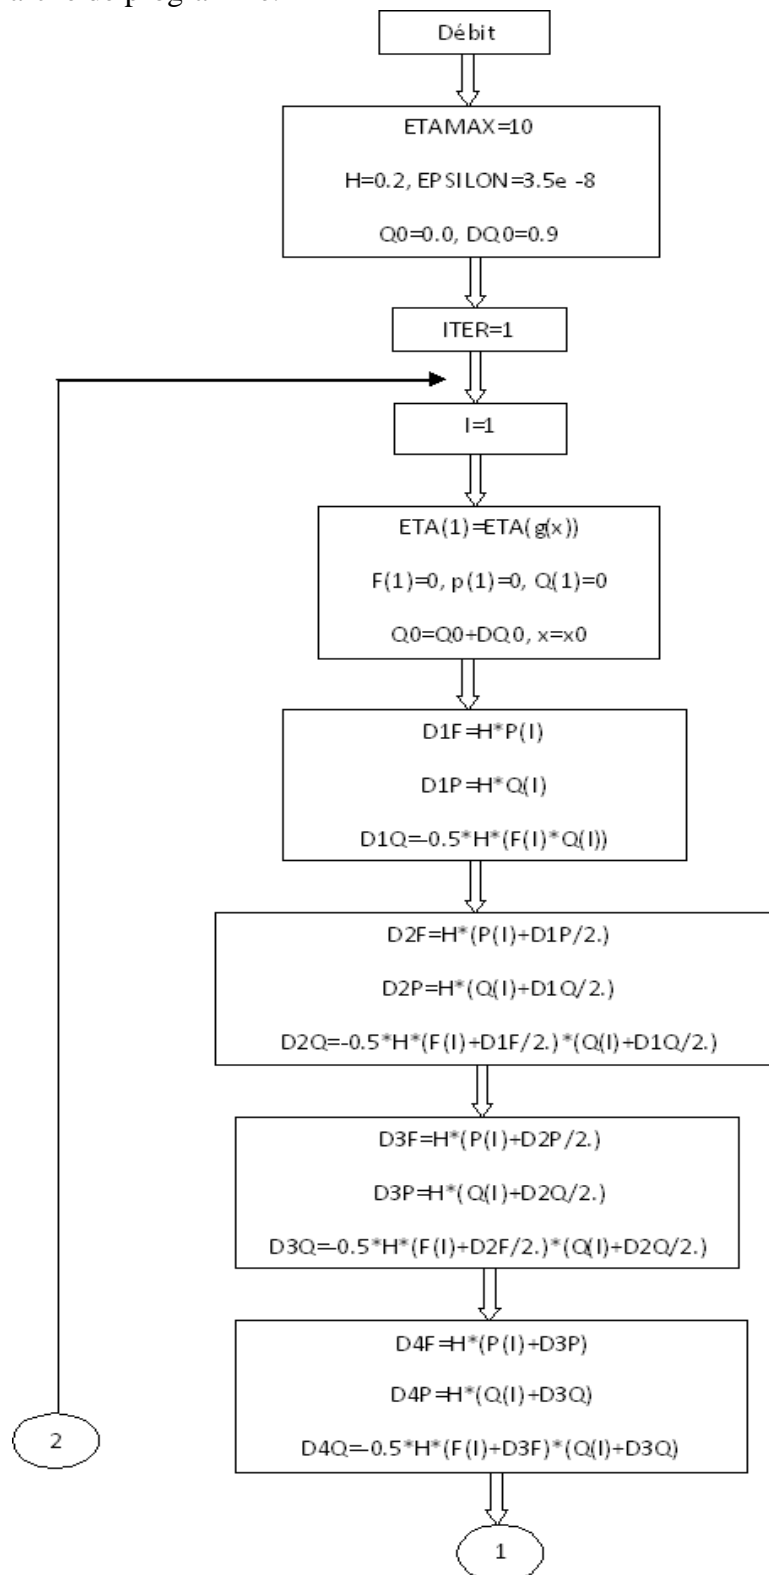 Débit
ETAMAX=10
H=0.2, EPSILON=3.5e -8
Q0=0.0, DQ0=0.9
ITER=1
I=1
ETA(1)=ETA(g(x))
F(1)=0, p(1)=0, Q(1)=0
Q0=Q0+DQ0, x=x0
D1F=H*P(I)
D1P=H*Q(I)
D1Q=-0.5*H*(F(I)*Q(I))
D2F=H*(P(I)+D1P/2.)
D2P=H*(Q(I)+D1Q/2.)
D2Q=-0.5*H*(F(I)+D1F/2.)*(Q(I)+D1Q/2.)
D3F=H*(P(I)+D2P/2.)
D3P=H*(Q(I)+D2Q/2.)
D3Q=-0.5*H*(F(I)+D2F/2.)*(Q(I)+D2Q/2.)
D4F=H*(P(I)+D3P)
D4P=H*(Q(I)+D3Q)
D4Q=-0.5*H*(F(I)+D3F)*(Q(I)+D3Q)
2
1